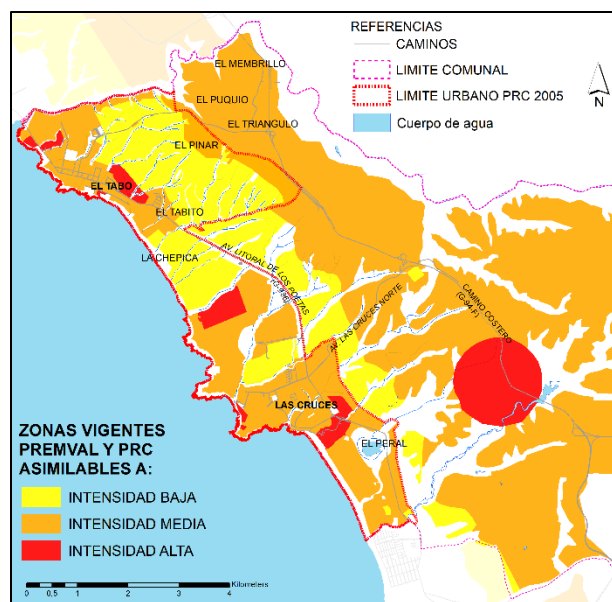 REFERENCIAS
CAMINOS
LIMITE COMUNAL
LIMITE URBANO PRC 2005
Cuerpo de agua
N
EL MEMBRILLO
EL PUQUIO
EL TRIANGULO
EL PINAR
EL TABO
EL TABITO
LA CHEPICA
AV. LITORAL DE LOS POETAS
AV. LAS CRUCES NORTE
CAMINO COSTERO
(G-94-F)
LAS CRUCES
EL PERAL
ZONAS VIGENTES
PREMVAL Y PRC
ASIMILABLES A:
INTENSIDAD BAJA
INTENSIDAD MEDIA
INTENSIDAD ALTA
0 0,5 1 2 3 4
Kilometers